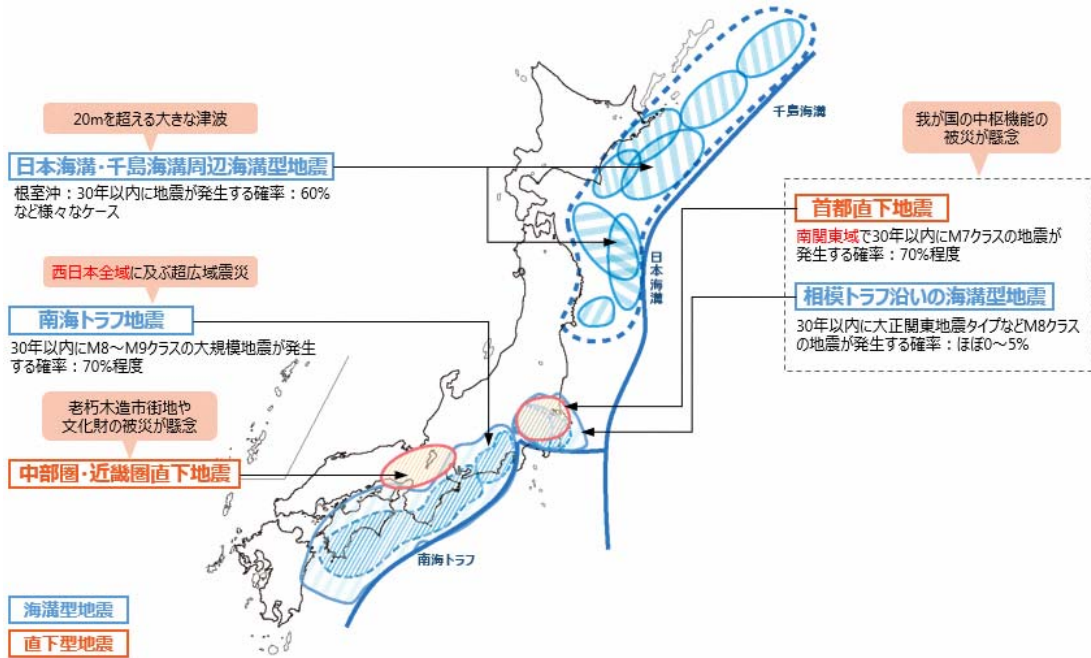 20mを超える大きな津波
日本海溝・千島海溝周辺海溝型地震
根室沖：30年以内に地震が発生する確率：60%
など様々なケース
西日本全域に及ぶ超広域震災
南海トラフ地震
30年以内にM8～M9クラスの大規模地震が発生
する確率：70%程度
老朽木造市街地や
文化財の被災が懸念
中部圏・近畿圏直下地震
海溝型地震
直下型地震
千島海溝
日本海溝
南海トラフ
我が国の中枢機能の
被災が懸念
首都直下地震
南関東域で30年以内にM7クラスの地震が
発生する確率：70%程度
相模トラフ沿いの海溝型地震
30年以内に大正関東地震タイプなどM8クラス
の地震が発生する確率：ほぼ0～5%